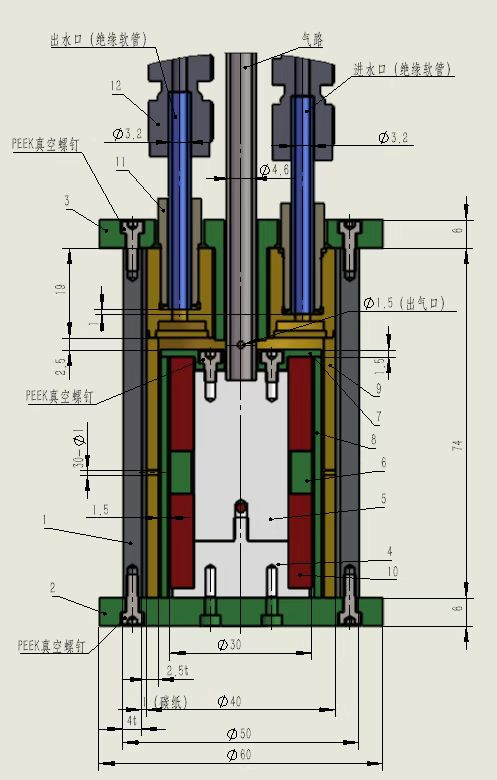 出水口（绝缘软管）
气路
进水口（绝缘软管）
12
Ø3.2
Ø3.2
PEEK真空螺钉
11
Ø4.6
3
6
19
1
Ø1.5（出气口）
2.5
1.5
PEEK真空螺钉
9
7
8
74
30-Ø1
6
1.5
5
1
4
10
2
6
PEEK真空螺钉
Ø30
2.5t
1（碳纸）
Ø40
4t
Ø50
Ø60